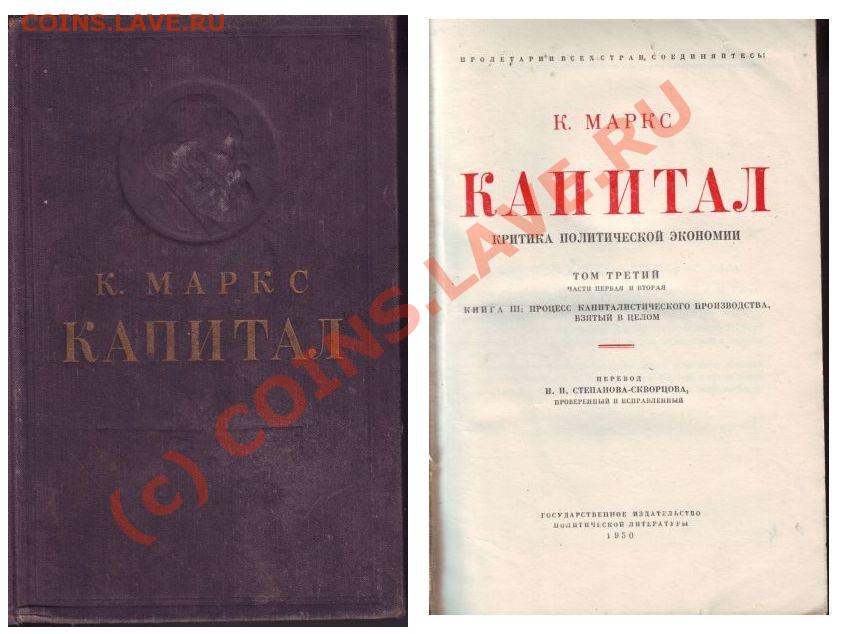 COINS.LAVE.RU
К. МАРКС
КАПИТАЛ
ПРОЛЕТАРИИ ВСЕХ СТРАН, СОЕДИНЯЙТЕСЬ!
К. МАРКС
КАПИТАЛ
КРИТИКА ПОЛИТИЧЕСКОЙ ЭКОНОМИИ
ТОМ ТРЕТИЙ
ЧАСТИ ПЕРВАЯ И ВТОРАЯ
КНИГА III: ПРОЦЕСС КАПИТАЛИСТИЧЕСКОГО ПРОИЗВОДСТВА,
ВЗЯТЫЙ В ЦЕЛОМ
ПЕРЕВОД
И. И. СТЕПАНОВА-СКВОРЦОВА,
ПРОВЕРЕННЫЙ И ИСПРАВЛЕННЫЙ
ГОСУДАРСТВЕННОЕ ИЗДАТЕЛЬСТВО
ПОЛИТИЧЕСКОЙ ЛИТЕРАТУРЫ
1950
(c) COINS.LAVE.RU